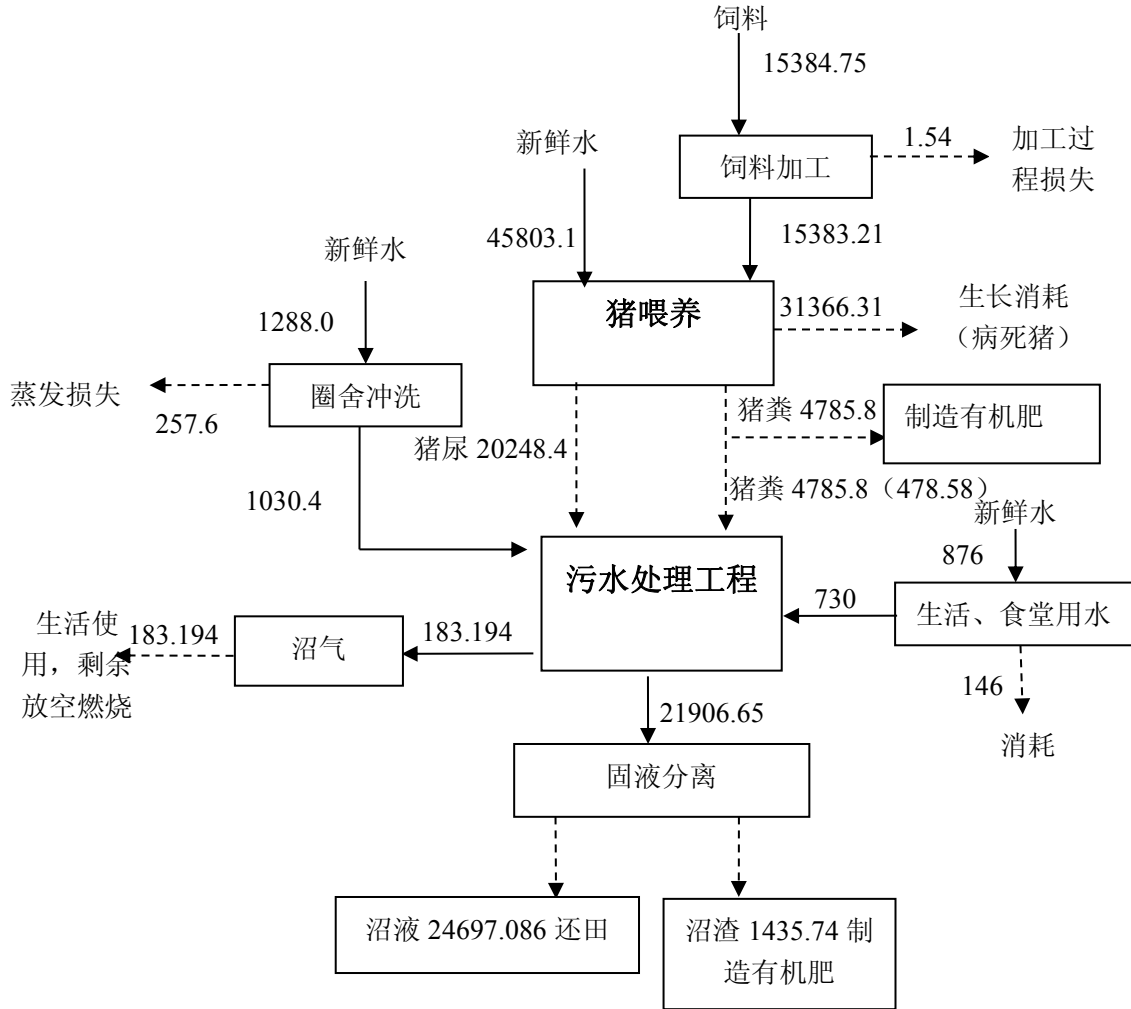 饲料
15384.75
新鲜水
饲料加工
1.54
加工过
程损失
45803.1
15383.21
新鲜水
1288.0
猪喂养
31366.31
生长消耗
（病死猪）
蒸发损失
257.6
圈舍冲洗
猪尿 20248.4
猪粪 4785.8
制造有机肥
1030.4
猪粪 4785.8（478.58）
新鲜水
876
污水处理工程
730
生活、食堂用水
146
消耗
生活使
用，剩余
放空燃烧
183.194
沼气
183.194
21906.65
固液分离
沼液 24697.086 还田
沼渣 1435.74 制
造有机肥